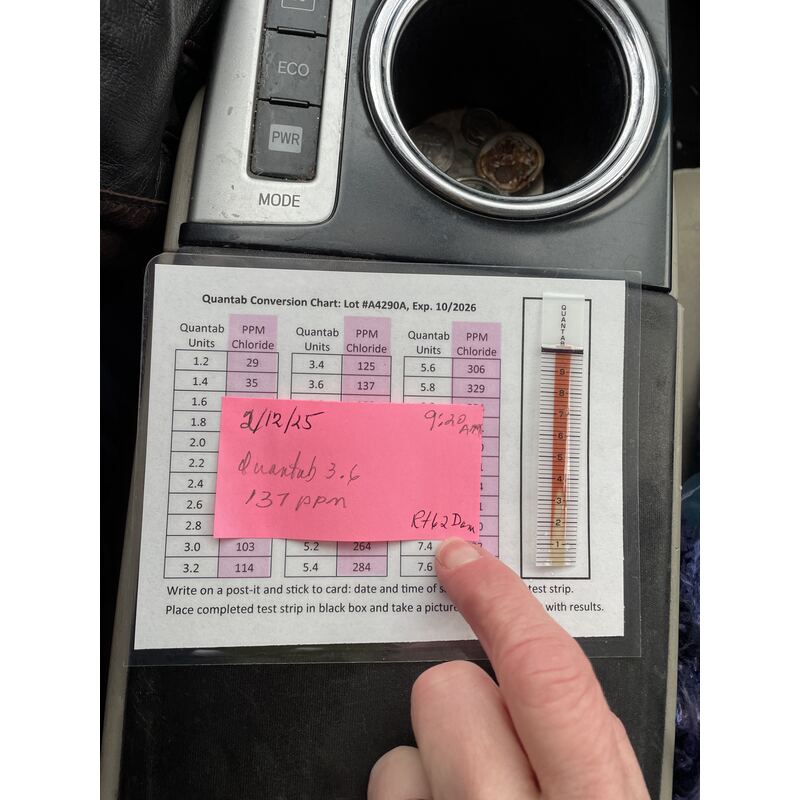 ECO
PWR
MODE
Quantab Conversion Chart: Lot #A4290A, Exp. 10/2026
Quantab Units PPM Chloride Quantab Units PPM Chloride Quantab Units PPM Chloride
1.2 29 3.4 125 5.6 306
1.4 35 3.6 137 5.8 329
1.6
1.8
2.0
2.2
2.4
2.6
2.8
3.0 103 5.2 264 7.4
3.2 114 5.4 284 7.6
2/12/25 9:20 AM
Quantab 3.6
137 ppm
Rt62 Dam
Write on a post-it and stick to card: date and time of test strip.
Place completed test strip in black box and take a picture with results.
QUANTAB
9
8
7
6
5
4
3
2
1